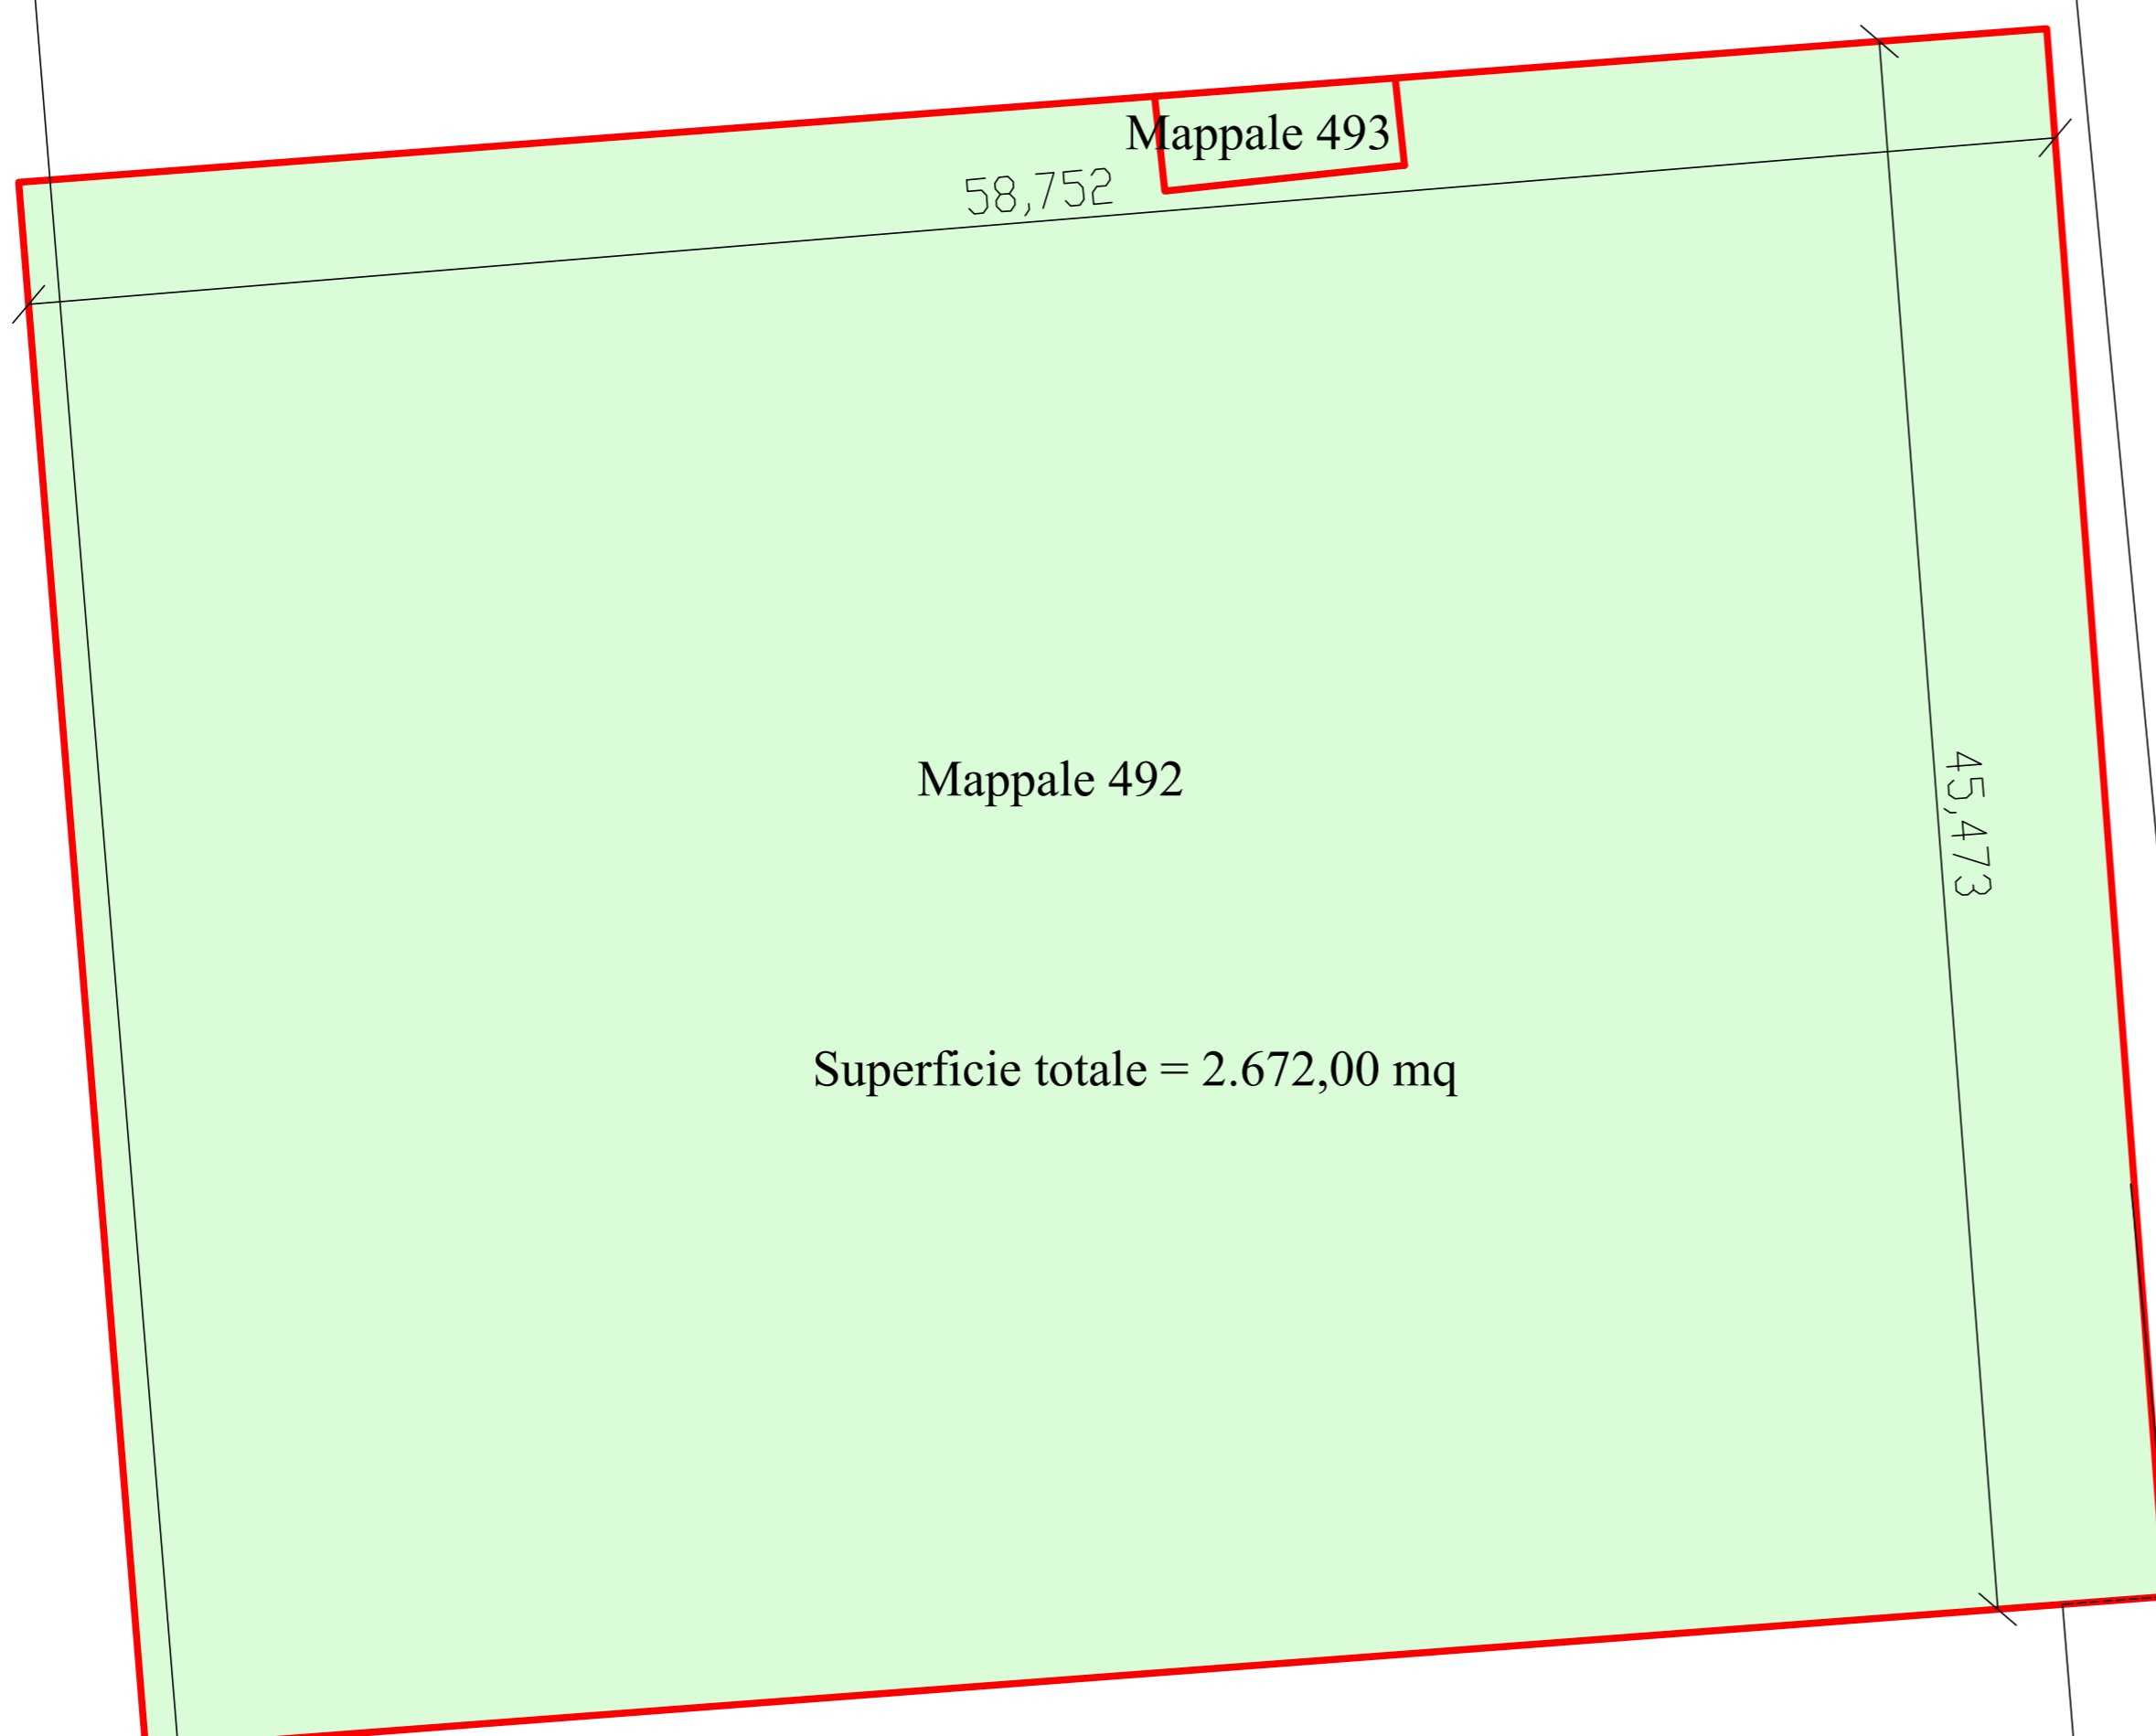 Mappale 493
58,752
Mappale 492
45,473
Superficie totale = 2.672,00 mq